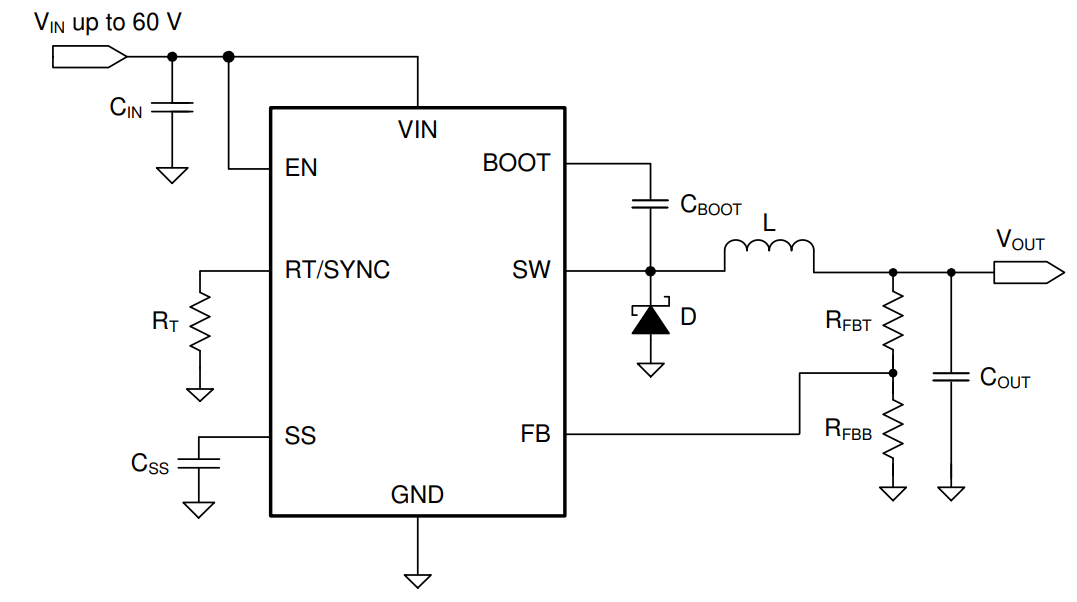 VIN up to 60 V
CIN
VIN
EN
BOOT
CBOOT
L
VOUT
RT/SYNC
SW
RT
D
RFBT
COUT
SS
FB
RFBB
CSS
GND